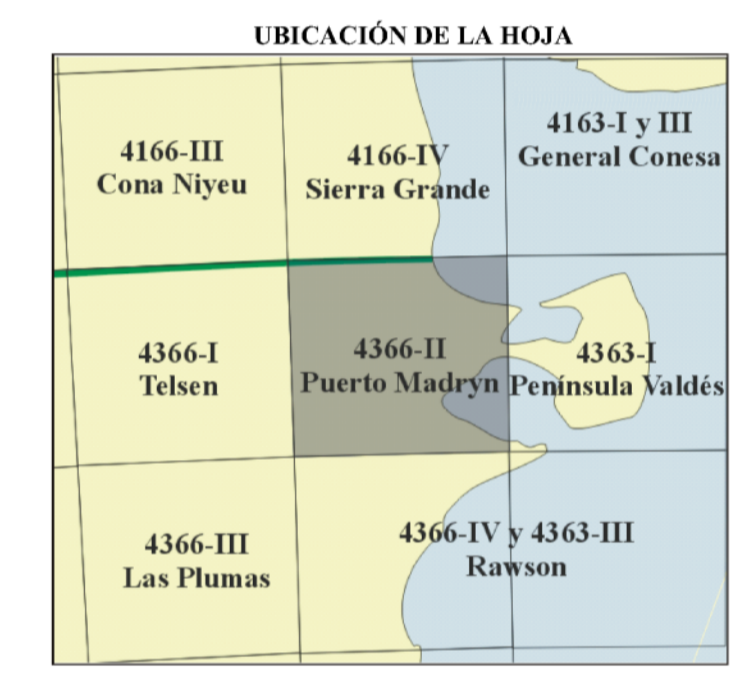 UBICACIÓN DE LA HOJA
4166-III
Cona Niyeu
4166-IV
Sierra Grande
4163-I y III
General Conesa
4366-I
Telsen
4366-II
Puerto Madryn
4363-I
Península Valdés
4366-III
Las Plumas
4366-IV y 4363-III
Rawson